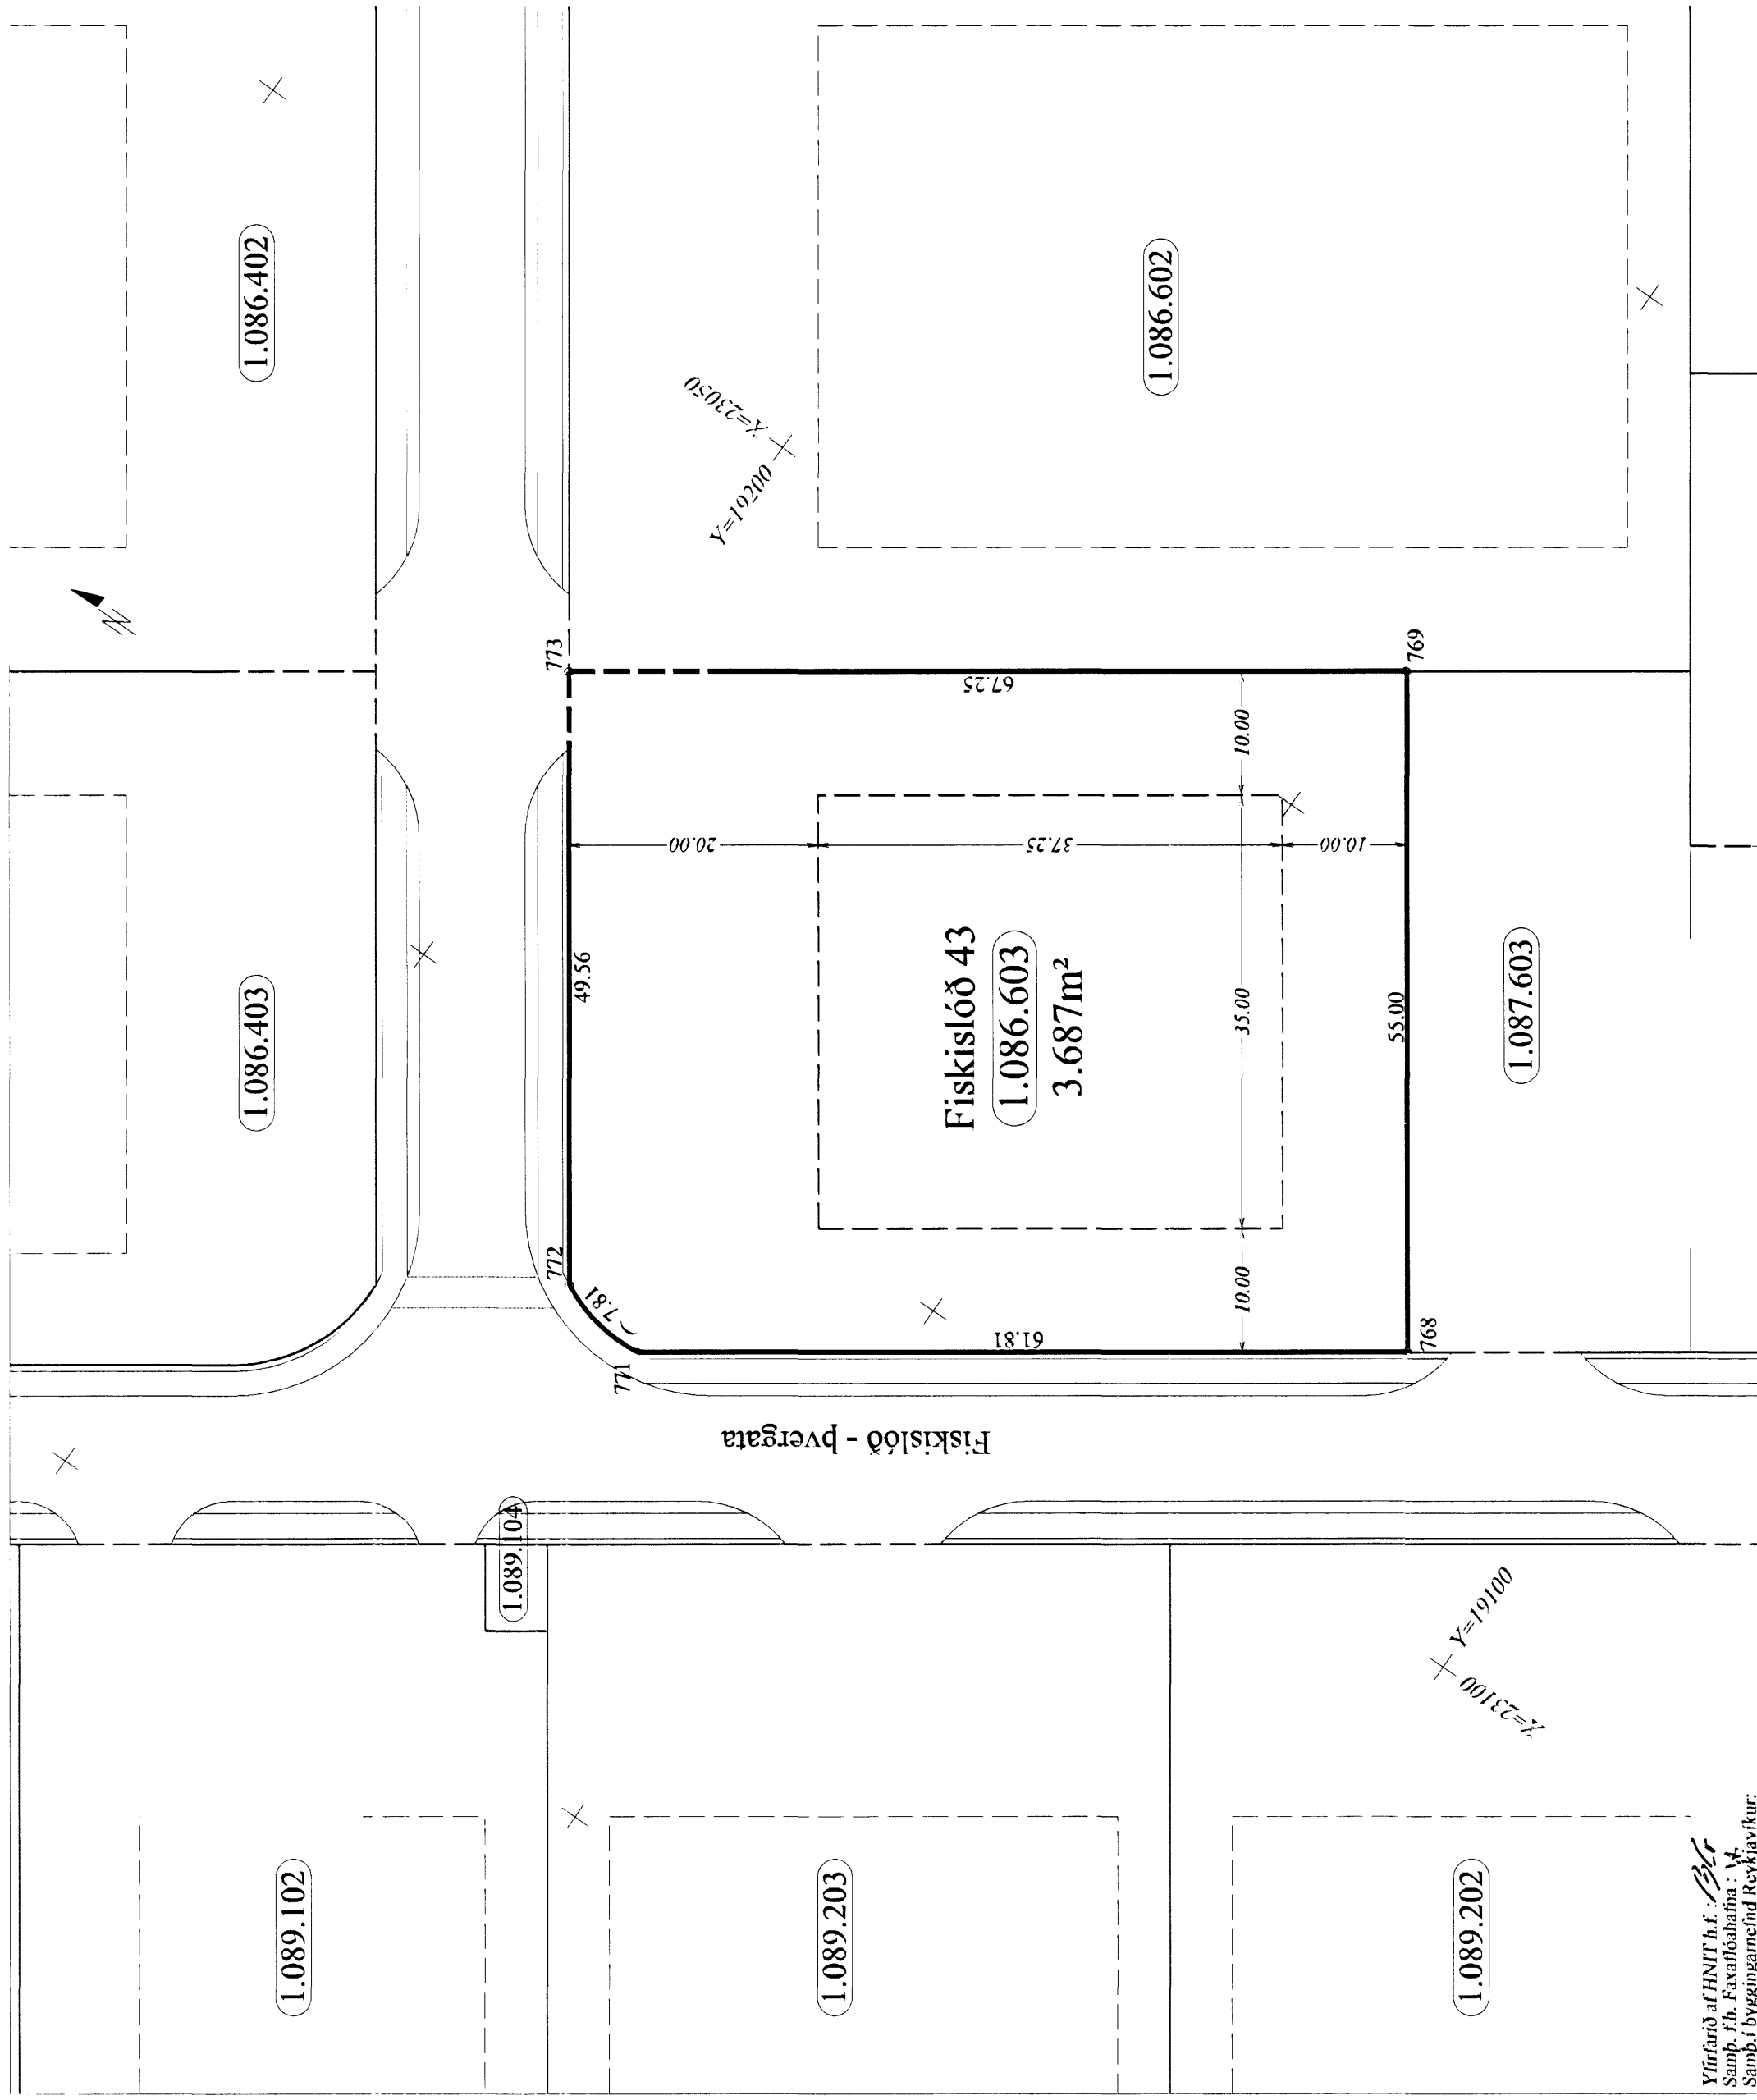 1.086.402
1.086.403
1.086.602
X=23050
Y=19200
N
773
769
67.25
10.00
20.00
37.25
10.00
Fiskislóð 43
1.086.603
3.687m²
35.00
49.56
55.00
772
7.81
771
61.81
10.00
768
1.087.603
Fiskislóð - þvergata
1.089.104
1.089.102
1.089.203
1.089.202
Y=19100
X=23100
Yfirfarið af HNIT h.f. :
Samþ. f.h. Faxaflóahafna :
Samþ.í byggingarnefnd Reykjavíkur: